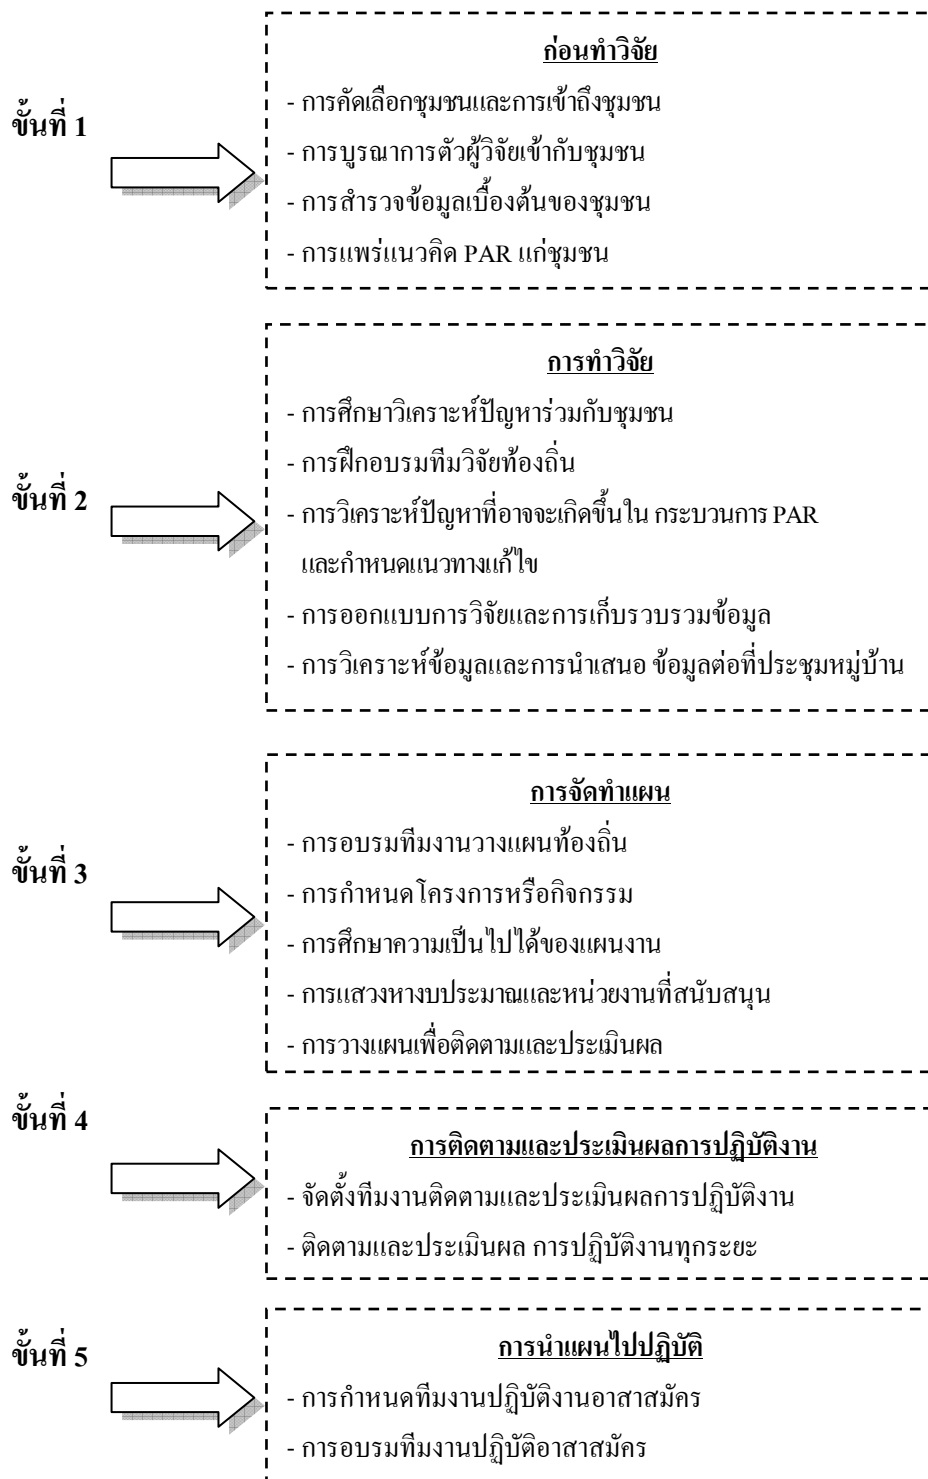 ก่อนทำวิจัย
ขั้นที่ 1
- การคัดเลือกชุมชนและการเข้าถึงชุมชน
- การบูรณาการตัวผู้วิจัยเข้ากับชุมชน
- การสำรวจข้อมูลเบื้องต้นของชุมชน
- การแพร่แนวคิด PAR แก่ชุมชน
การทำวิจัย
- การศึกษาวิเคราะห์ปัญหาร่วมกับชุมชน
- การฝึกอบรมทีมวิจัยท้องถิ่น
ขั้นที่ 2
- การวิเคราะห์ปัญหาที่อาจจะเกิดขึ้นใน กระบวนการ PAR
และกำหนดแนวทางแก้ไข
- การออกแบบการวิจัยและการเก็บรวบรวมข้อมูล
- การวิเคราะห์ข้อมูลและการนำเสนอ ข้อมูลต่อที่ประชุมหมู่บ้าน
การจัดทำแผน
- การอบรมทีมงานวางแผนท้องถิ่น
ขั้นที่ 3
- การกำหนดโครงการหรือกิจกรรม
- การศึกษาความเป็นไปได้ของแผนงาน
- การแสวงหางบประมาณและหน่วยงานที่สนับสนุน
- การวางแผนเพื่อติดตามและประเมินผล
ขั้นที่ 4
การติดตามและประเมินผลการปฏิบัติงาน
- จัดตั้งทีมงานติดตามและประเมินผลการปฏิบัติงาน
- ติดตามและประเมินผล การปฏิบัติงานทุกระยะ
ขั้นที่ 5
การนำแผนไปปฏิบัติ
- การกำหนดทีมงานปฏิบัติงานอาสาสมัคร
- การอบรมทีมงานปฏิบัติอาสาสมัคร